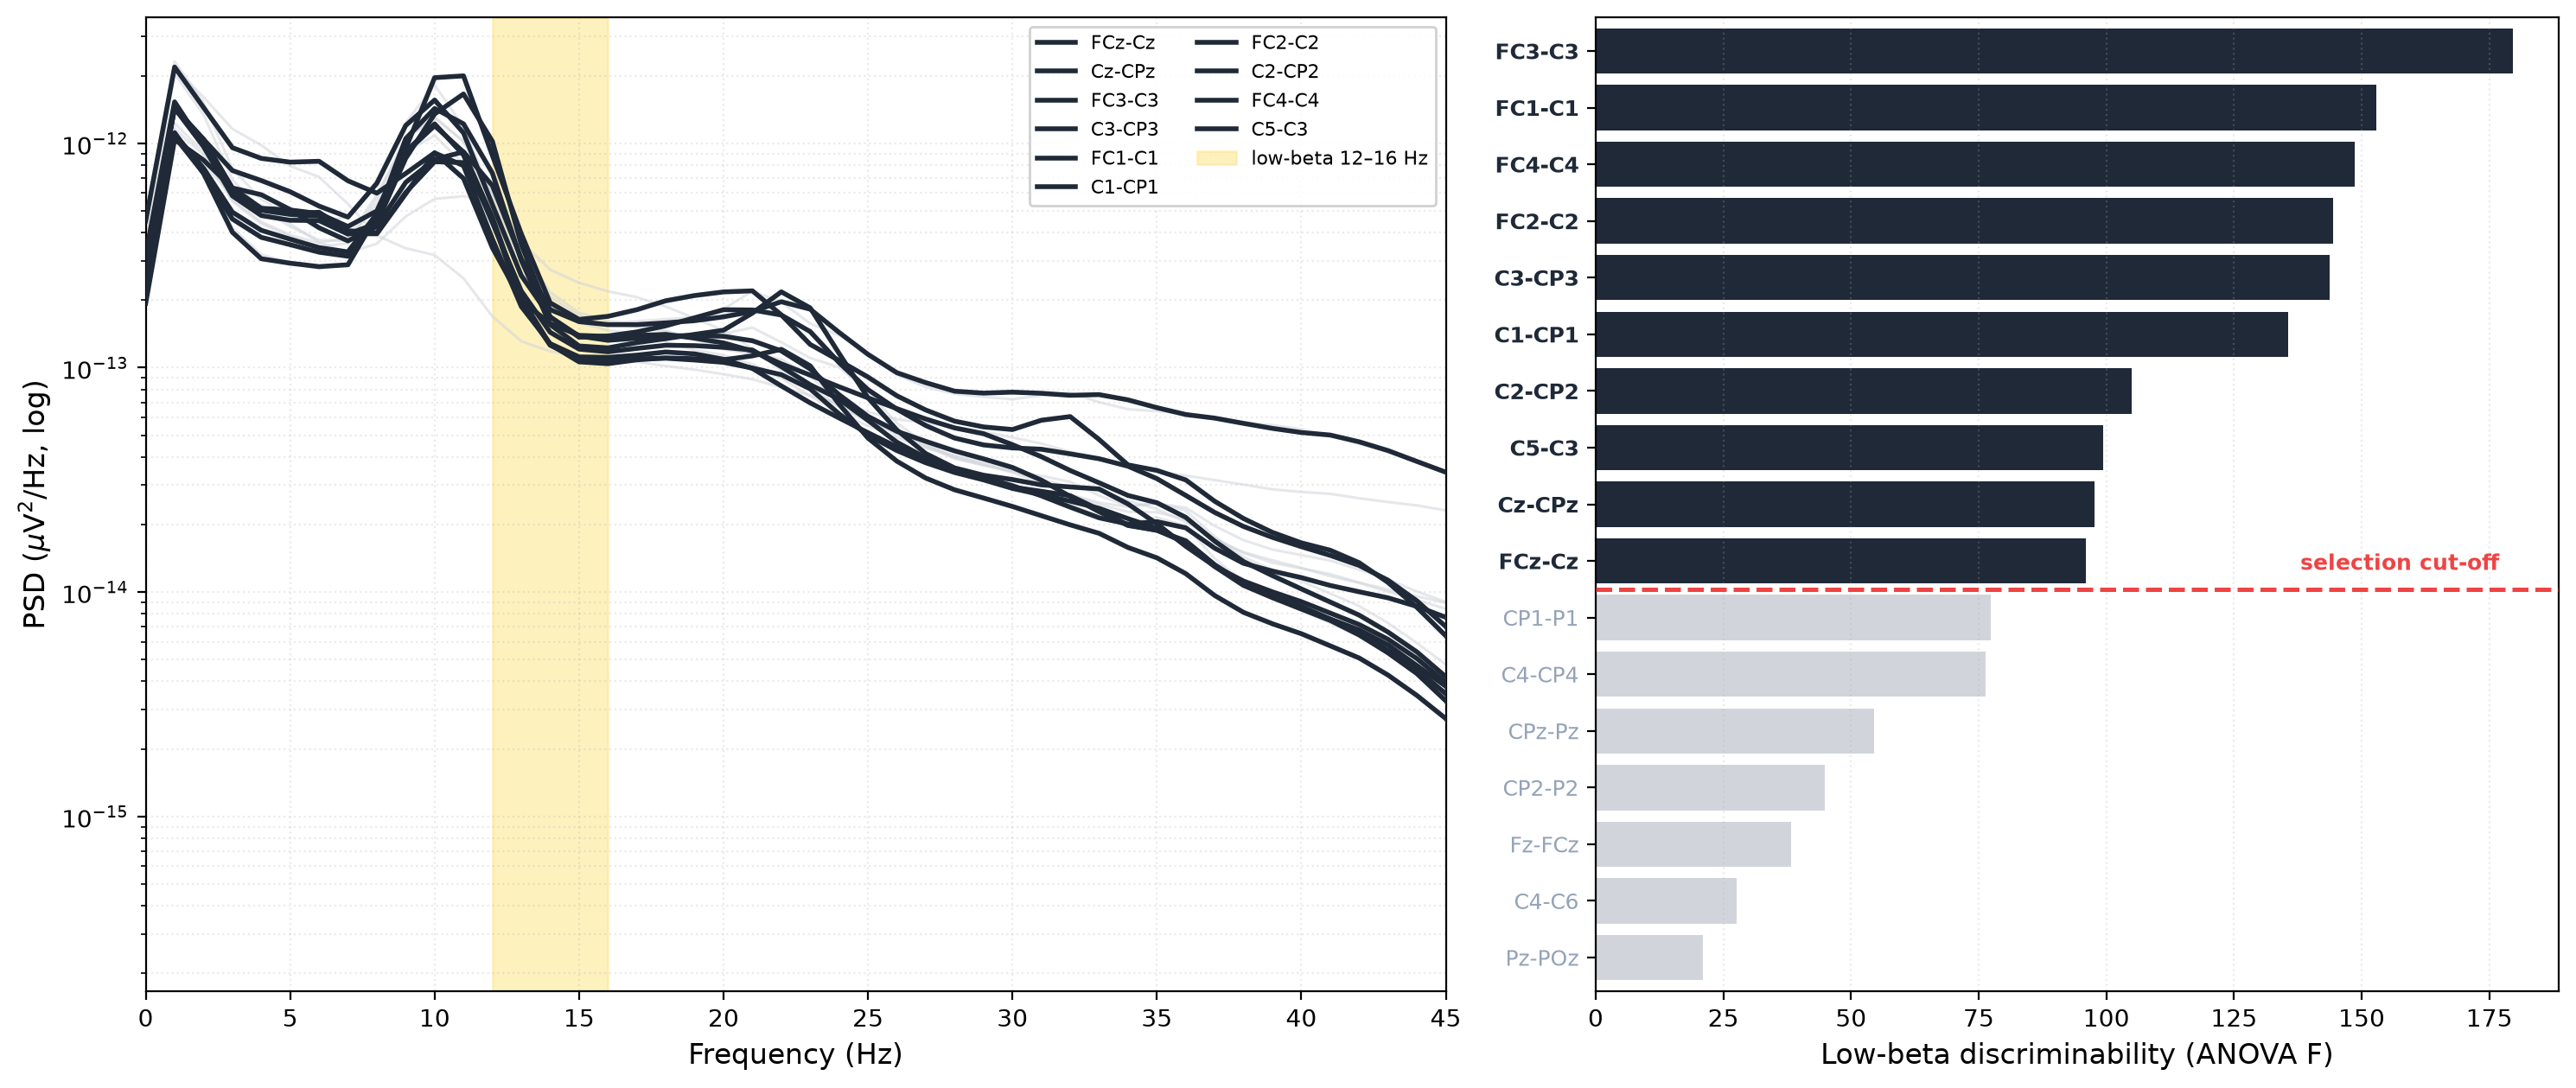 PSD (μV²/Hz, log)
10⁻¹²
10⁻¹³
10⁻¹⁴
10⁻¹⁵
0 5 10 15 20 25 30 35 40 45
Frequency (Hz)
FCz-Cz
Cz-CPz
FC3-C3
C3-CP3
FC1-C1
C1-CP1
FC2-C2
C2-CP2
FC4-C4
C5-C3
low-beta 12–16 Hz
FC3-C3
FC1-C1
FC4-C4
FC2-C2
C3-CP3
C1-CP1
C2-CP2
C5-C3
Cz-CPz
FCz-Cz
selection cut-off
CP1-P1
C4-CP4
CPz-Pz
CP2-P2
Fz-FCz
C4-C6
Pz-POz
0 25 50 75 100 125 150 175
Low-beta discriminability (ANOVA F)